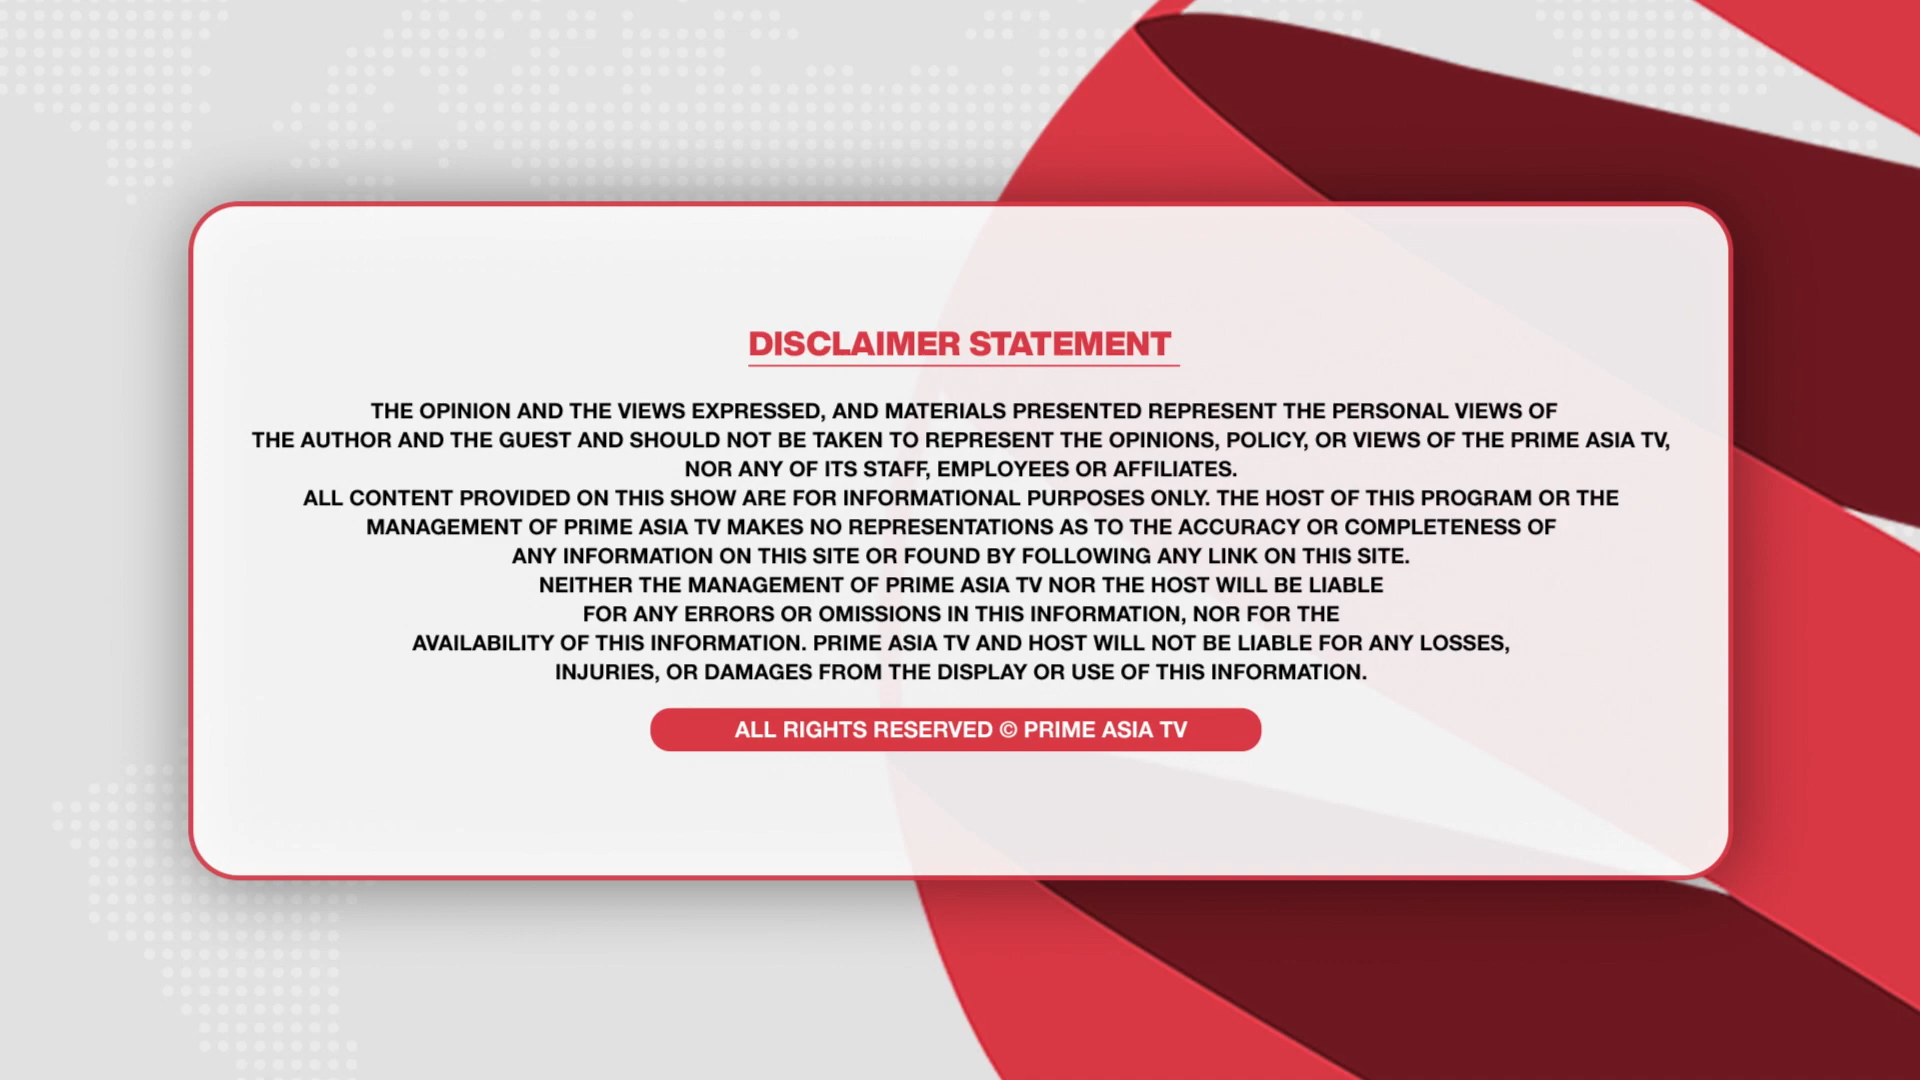 DISCLAIMER STATEMENT
THE OPINION AND THE VIEWS EXPRESSED, AND MATERIALS PRESENTED REPRESENT THE PERSONAL VIEWS OF
THE AUTHOR AND THE GUEST AND SHOULD NOT BE TAKEN TO REPRESENT THE OPINIONS, POLICY, OR VIEWS OF THE PRIME ASIA TV,
NOR ANY OF ITS STAFF, EMPLOYEES OR AFFILIATES.
ALL CONTENT PROVIDED ON THIS SHOW ARE FOR INFORMATIONAL PURPOSES ONLY. THE HOST OF THIS PROGRAM OR THE
MANAGEMENT OF PRIME ASIA TV MAKES NO REPRESENTATIONS AS TO THE ACCURACY OR COMPLETENESS OF
ANY INFORMATION ON THIS SITE OR FOUND BY FOLLOWING ANY LINK ON THIS SITE.
NEITHER THE MANAGEMENT OF PRIME ASIA TV NOR THE HOST WILL BE LIABLE
FOR ANY ERRORS OR OMISSIONS IN THIS INFORMATION, NOR FOR THE
AVAILABILITY OF THIS INFORMATION. PRIME ASIA TV AND HOST WILL NOT BE LIABLE FOR ANY LOSSES,
INJURIES, OR DAMAGES FROM THE DISPLAY OR USE OF THIS INFORMATION.
ALL RIGHTS RESERVED © PRIME ASIA TV